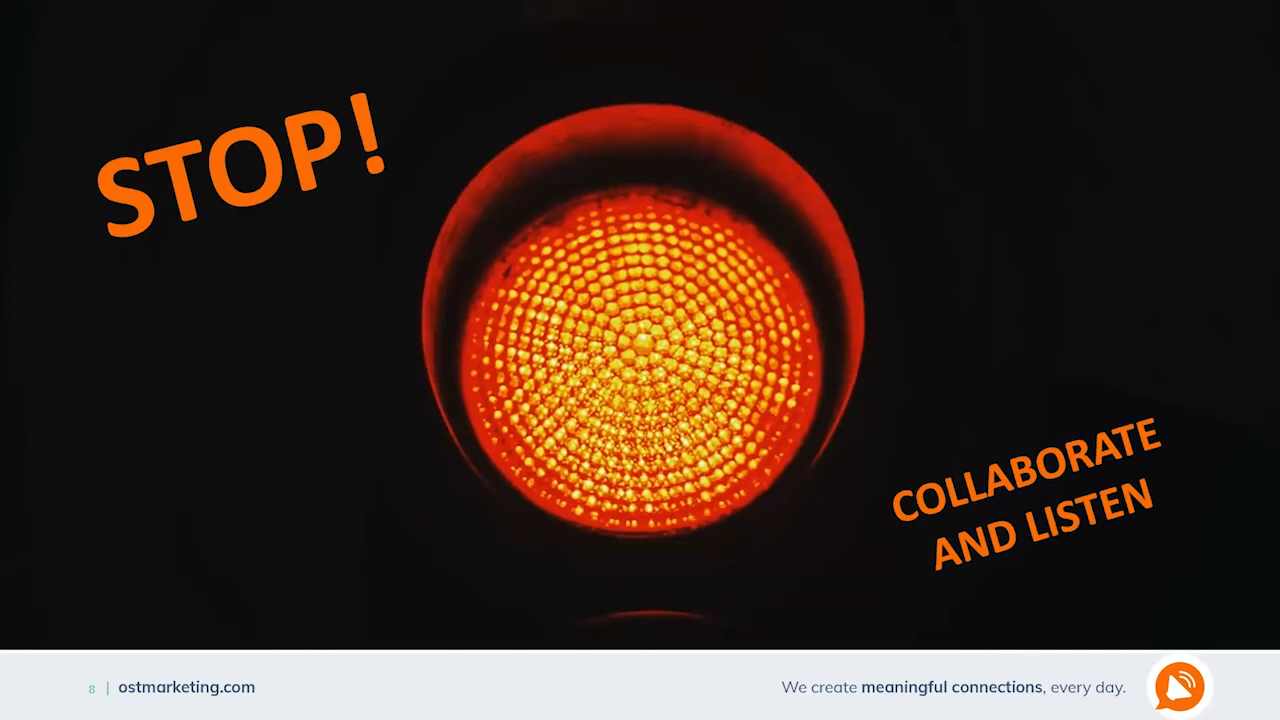 STOP!
COLLABORATE
AND LISTEN
8 | ostmarketing.com
We create meaningful connections, every day.